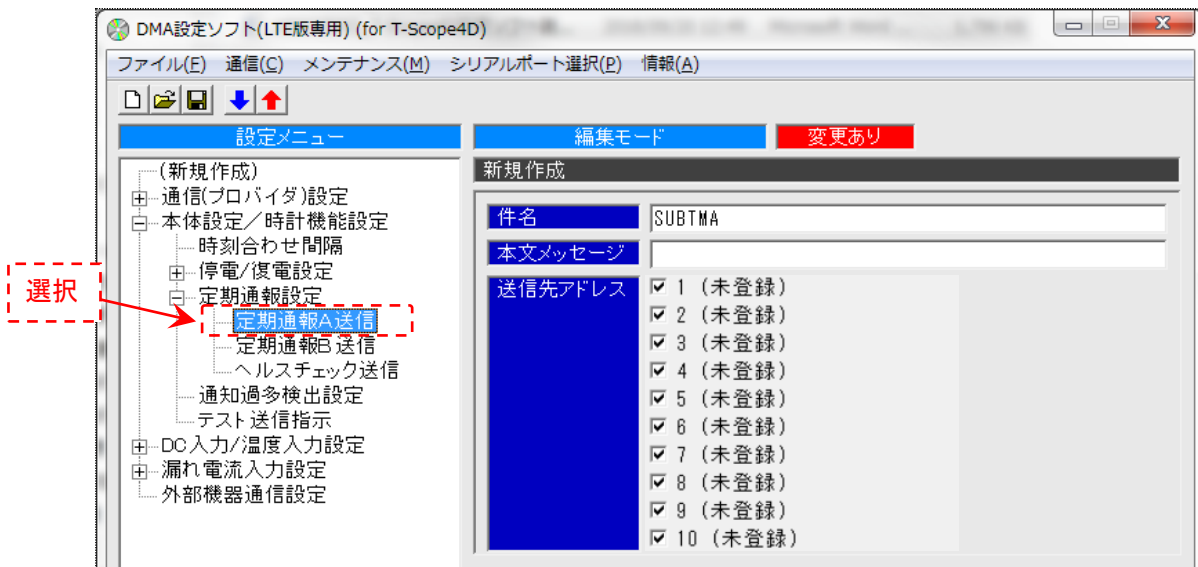 DMA設定ソフト(LTE版専用) (for T-Scope4D)
ファイル(F) 通信(C) メンテナンス(M) シリアルポート選択(P) 情報(A)
設定メニュー
編集モード
変更あり
(新規作成)
通信(プロバイダ)設定
本体設定／時計機能設定
時刻合わせ間隔
停電/復電設定
定期通報設定
定期通報A送信
定期通報B送信
ヘルスチェック送信
通知過多検出設定
テスト送信指示
DC入力/温度入力設定
漏れ電流入力設定
外部機器通信設定
選択
新規作成
件名 SUBTMA
本文メッセージ
送信先アドレス
1 (未登録)
2 (未登録)
3 (未登録)
4 (未登録)
5 (未登録)
6 (未登録)
7 (未登録)
8 (未登録)
9 (未登録)
10 (未登録)